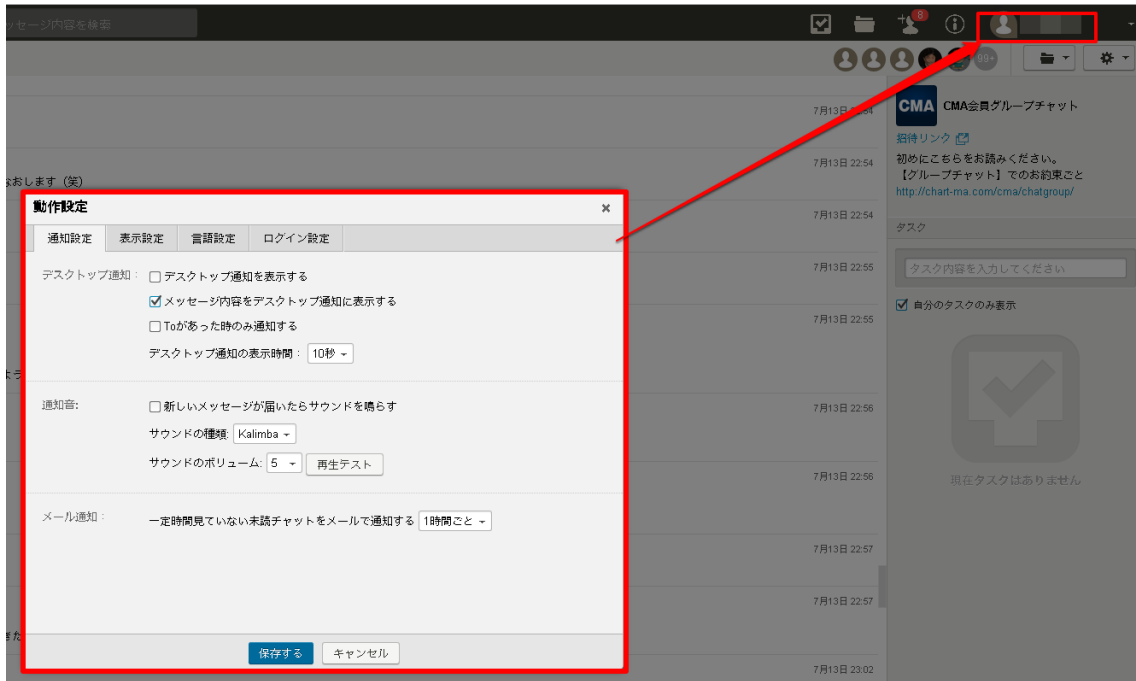 ッセージ内容を検索
8
99+
7月13日 22:54
CMA
CMA会員グループチャット
招待リンク
初めにこちらをお読みください。
【グループチャット】でのお約束ごと
http://chart-ma.com/cma/chatgroup/
7月13日 22:54
なおします (笑)
7月13日 22:54
タスク
タスク内容を入力してください
自分のタスクのみ表示
現在タスクはありません
動作設定
×
通知設定 表示設定 言語設定 ログイン設定
デスクトップ通知: デスクトップ通知を表示する
メッセージ内容をデスクトップ通知に表示する
Toがあった時のみ通知する
デスクトップ通知の表示時間: 10秒
通知音: 新しいメッセージが届いたらサウンドを鳴らす
サウンドの種類: Kalimba
サウンドのボリューム: 5 再生テスト
メール通知: 一定時間見ていない未読チャットをメールで通知する 1時間ごと
保存する キャンセル
7月13日 22:55
7月13日 22:55
よう
7月13日 22:56
7月13日 22:56
7月13日 22:57
7月13日 22:57
きた
7月13日 23:02